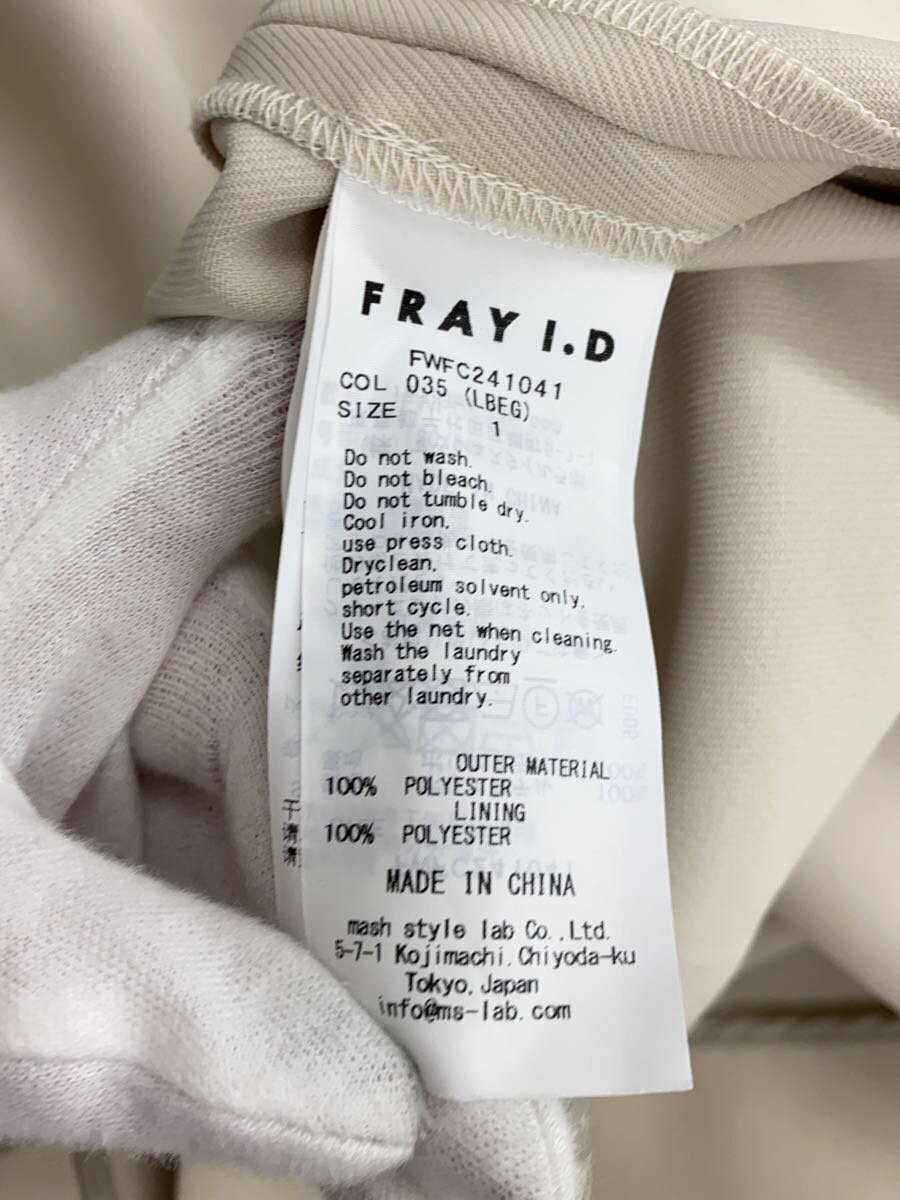 FRAY I.D
FWFC241041
COL 035 (LBEG)
SIZE 1
Do not wash.
Do not bleach.
Do not tumble dry.
Cool iron,
use press cloth.
Dryclean,
petroleum solvent only,
short cycle.
Use the net when cleaning.
Wash the laundry
separately from
other laundry.
OUTER MATERIAL
100% POLYESTER
LINING
100% POLYESTER
MADE IN CHINA
mash style lab Co.,Ltd.
5-7-1 Kojimachi,Chiyoda-ku
Tokyo,Japan
info@ms-lab.com
干
请
请